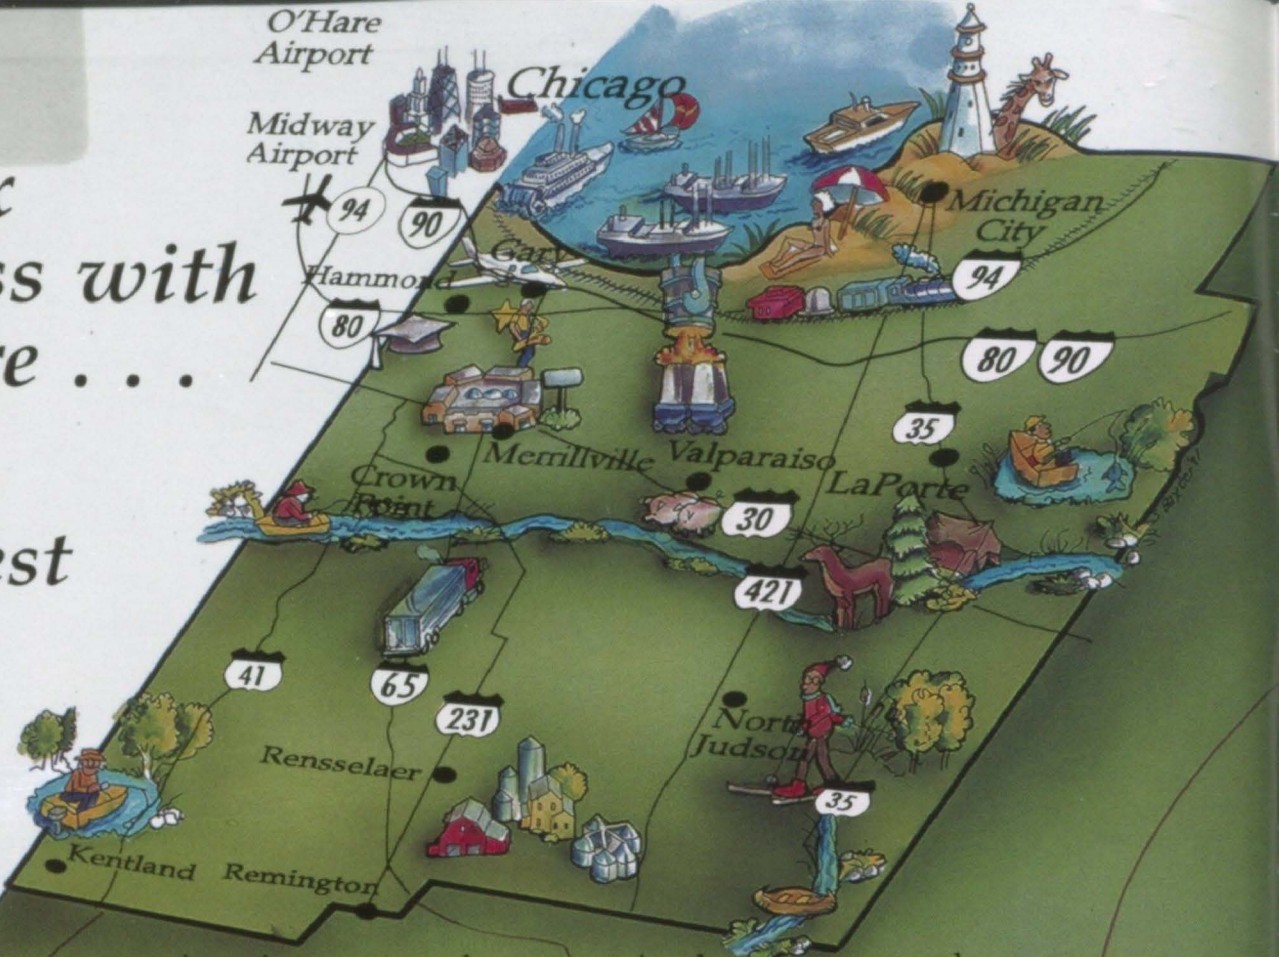 O'Hare
Airport
Chicago
Midway
Airport
94
90
Michigan
City
Gary
Hammond
94
ss with
80
re . . .
80
90
35
Merrillville
Valparaiso
LaPorte
Crown
Point
30
est
421
41
65
231
North
Judson
Rensselaer
35
Kentland
Remington